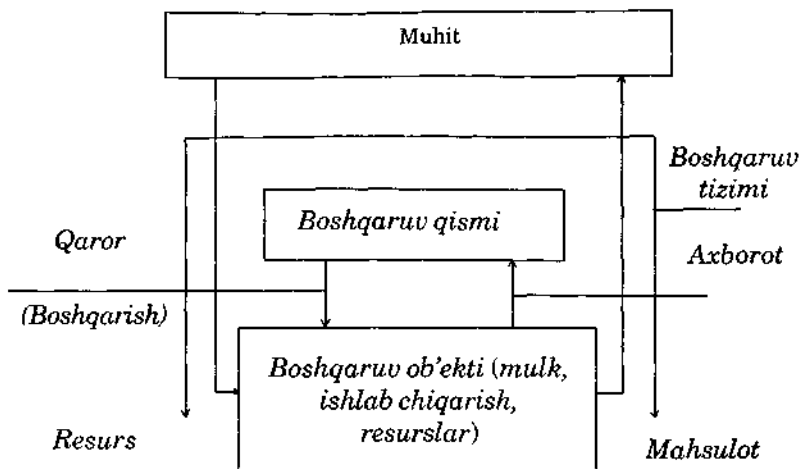 Muhit
Boshqaruv
tizimi
Boshqaruv qismi
Qaror
Axborot
(Boshqarish)
Boshqaruv ob'ekti (mulk,
ishlab chiqarish,
resurslar)
Resurs
Mahsulot